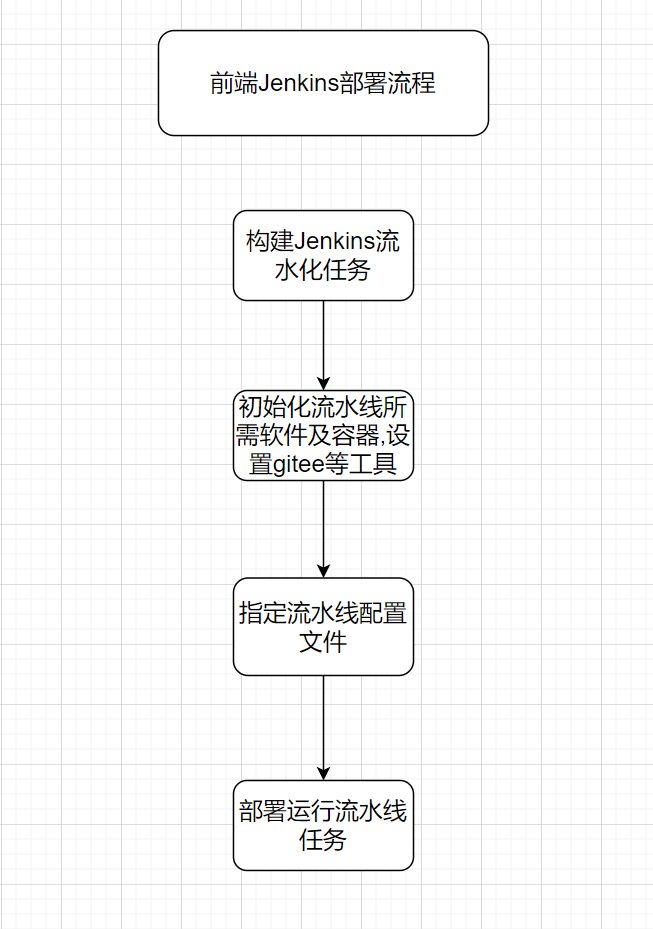 前端Jenkins部署流程
构建Jenkins流
水化任务
初始化流水线所
需软件及容器,设
置gitee等工具
指定流水线配置
文件
部署运行流水线
任务